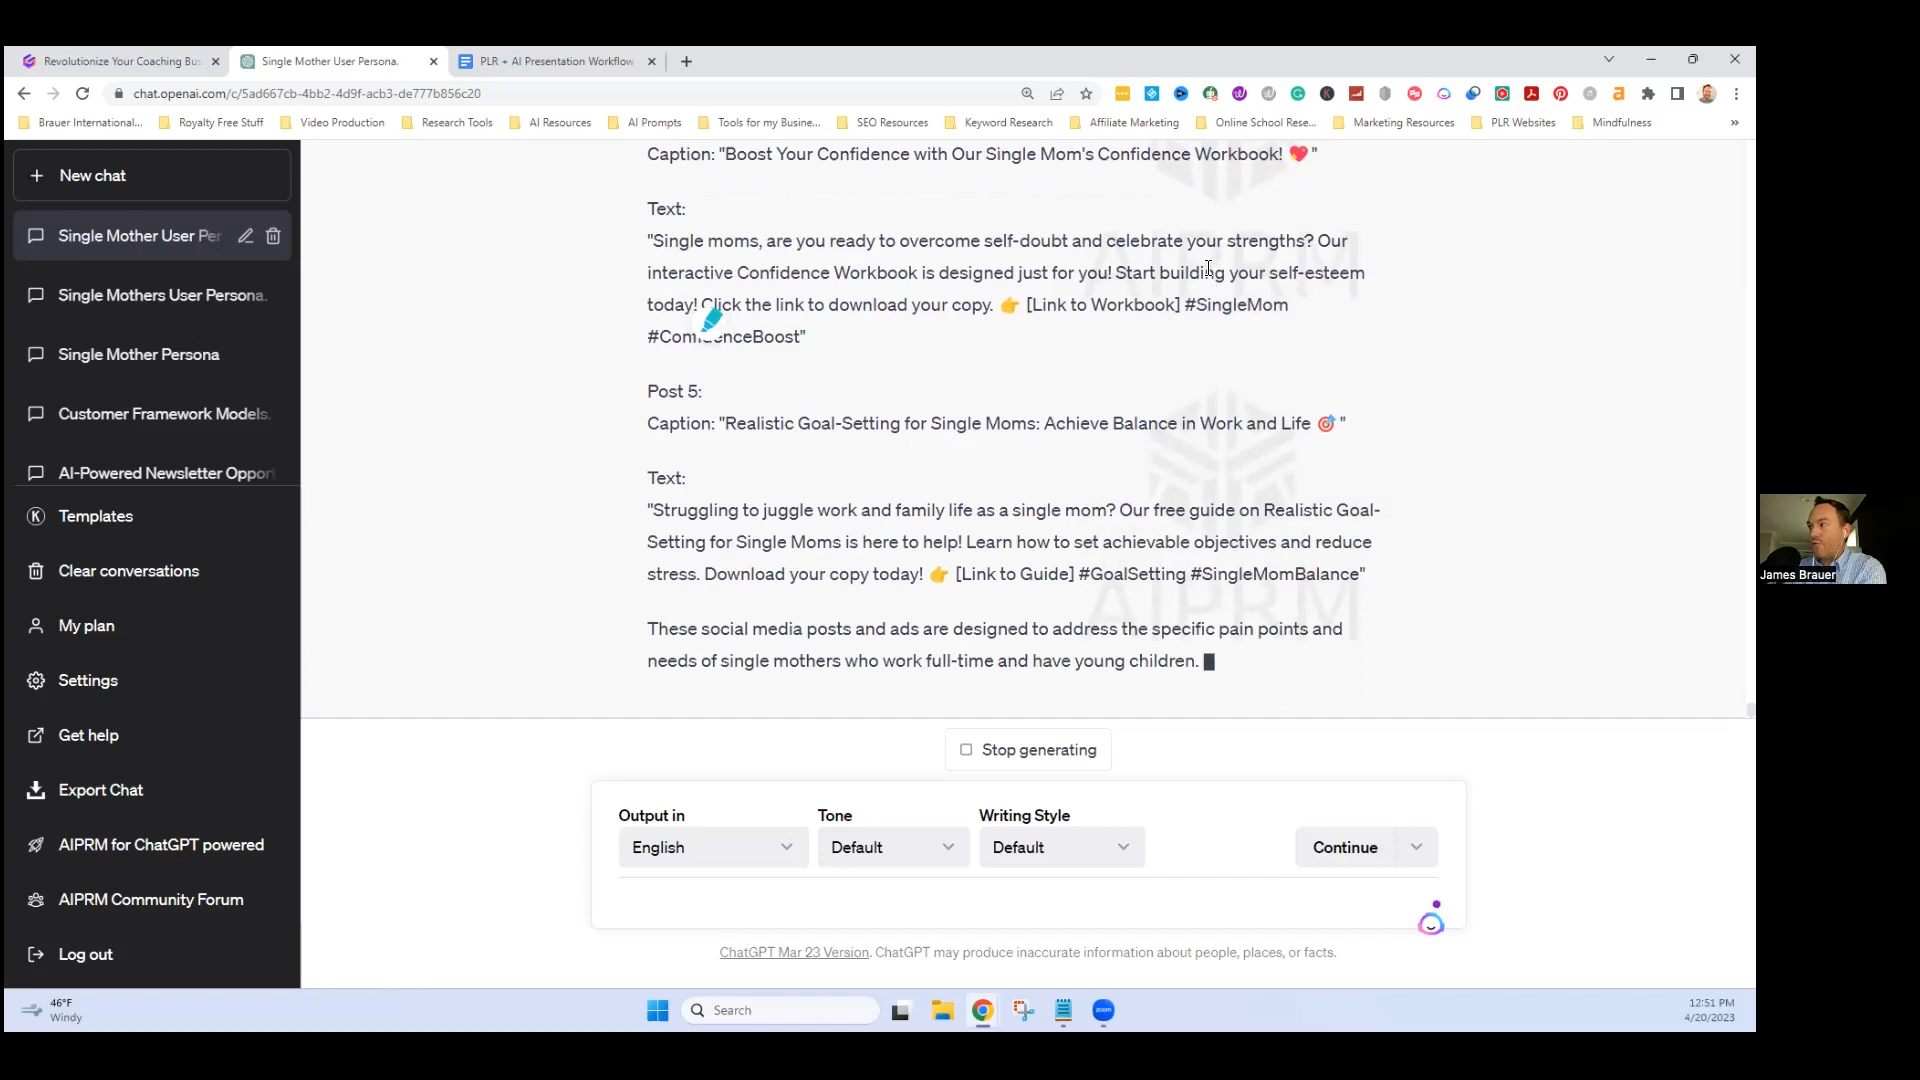 Revolutionize Your Coaching Bus
Single Mother User Persona.
PLR + AI Presentation Workflow
chat.openai.com/c/5ad667cb-4bb2-4d9f-acb3-de777b856c20
Brauer International...
Royalty Free Stuff
Video Production
Research Tools
AI Resources
AI Prompts
Tools for my Busine...
SEO Resources
Keyword Research
Affiliate Marketing
Online School Rese...
Marketing Resources
PLR Websites
Mindfulness
»
New chat
Single Mother User Per
Single Mothers User Persona.
Single Mother Persona
Customer Framework Models.
AI-Powered Newsletter Oppor
Templates
Clear conversations
My plan
Settings
Get help
Export Chat
AIPRM for ChatGPT powered
AIPRM Community Forum
Log out
Caption: "Boost Your Confidence with Our Single Mom's Confidence Workbook! 💖"
Text:
"Single moms, are you ready to overcome self-doubt and celebrate your strengths? Our
interactive Confidence Workbook is designed just for you! Start building your self-esteem
today! Click the link to download your copy. 👉 [Link to Workbook] #SingleMom
#ConfidenceBoost"
Post 5:
Caption: "Realistic Goal-Setting for Single Moms: Achieve Balance in Work and Life 🎯"
Text:
"Struggling to juggle work and family life as a single mom? Our free guide on Realistic Goal-
Setting for Single Moms is here to help! Learn how to set achievable objectives and reduce
stress. Download your copy today! 👉 [Link to Guide] #GoalSetting #SingleMomBalance"
These social media posts and ads are designed to address the specific pain points and
needs of single mothers who work full-time and have young children.
AIPRM
AIPRM
Stop generating
Output in
Tone
Writing Style
English
Default
Default
Continue
ChatGPT Mar 23 Version. ChatGPT may produce inaccurate information about people, places, or facts.
James Brauer
46°F
Windy
Search
zoom
12:51 PM
4/20/2023